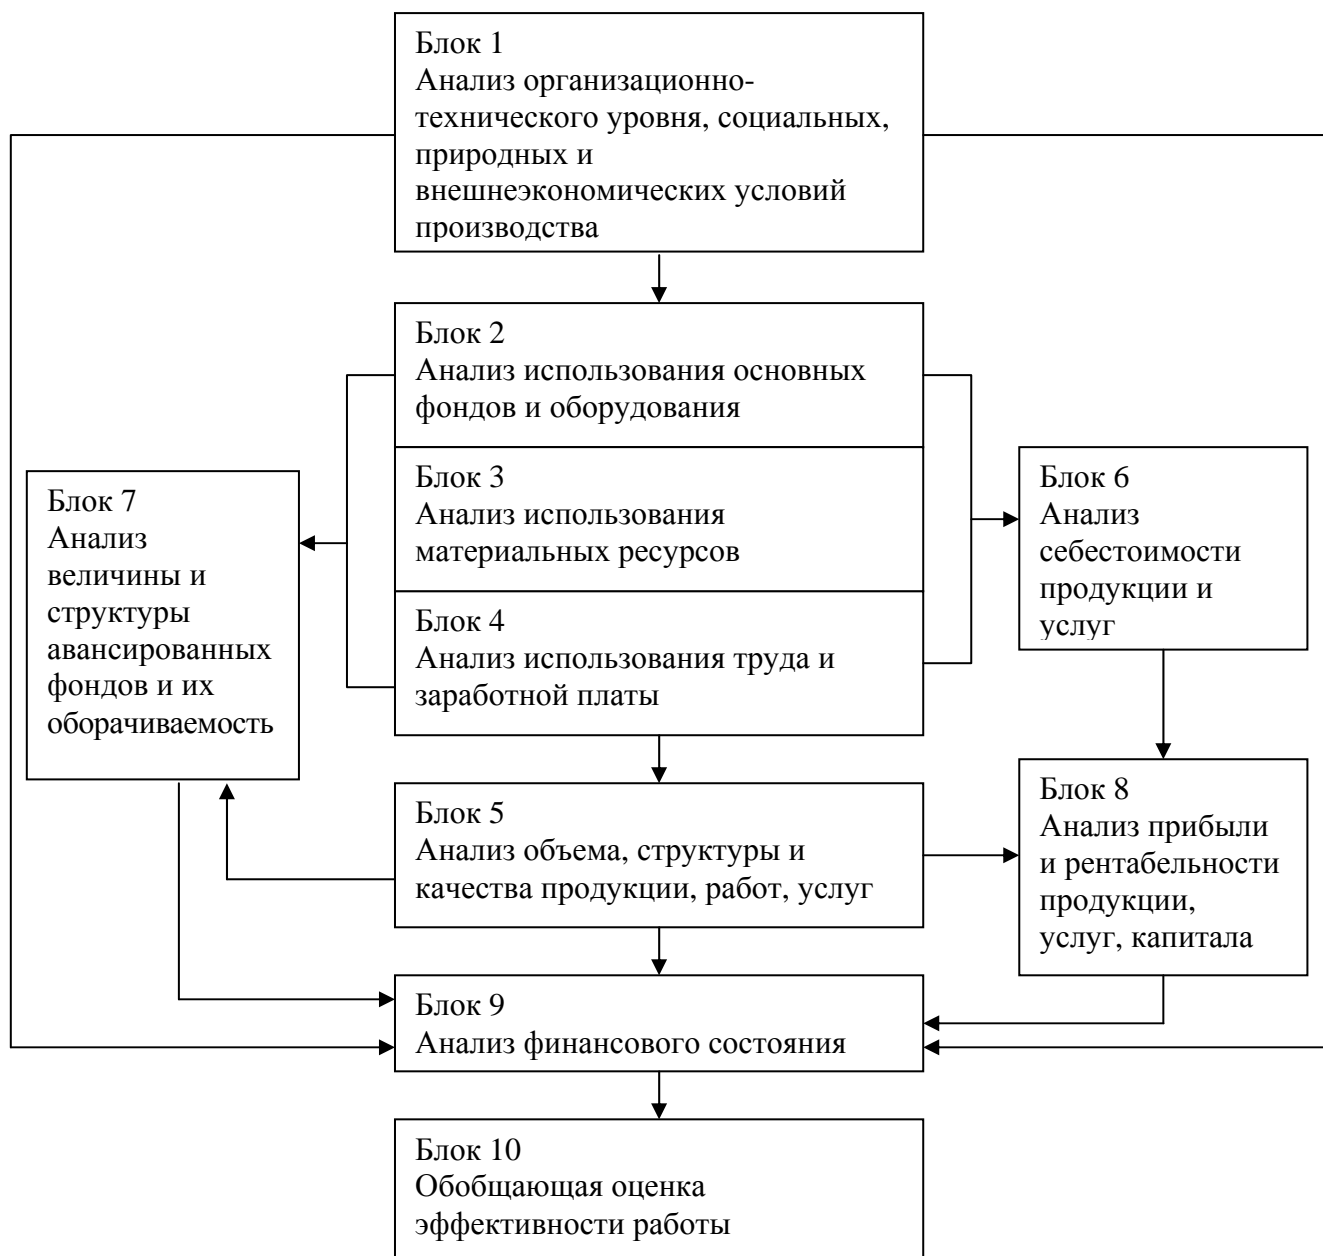 Блок 1
Анализ организационно-
технического уровня, социальных,
природных и
внешнеэкономических условий
производства
Блок 2
Анализ использования основных
фондов и оборудования
Блок 3
Анализ использования
материальных ресурсов
Блок 4
Анализ использования труда и
заработной платы
Блок 7
Анализ
величины и
структуры
авансированных
фондов и их
оборачиваемость
Блок 6
Анализ
себестоимости
продукции и
услуг
Блок 5
Анализ объема, структуры и
качества продукции, работ, услуг
Блок 8
Анализ прибыли
и рентабельности
продукции,
услуг, капитала
Блок 9
Анализ финансового состояния
Блок 10
Обобщающая оценка
эффективности работы